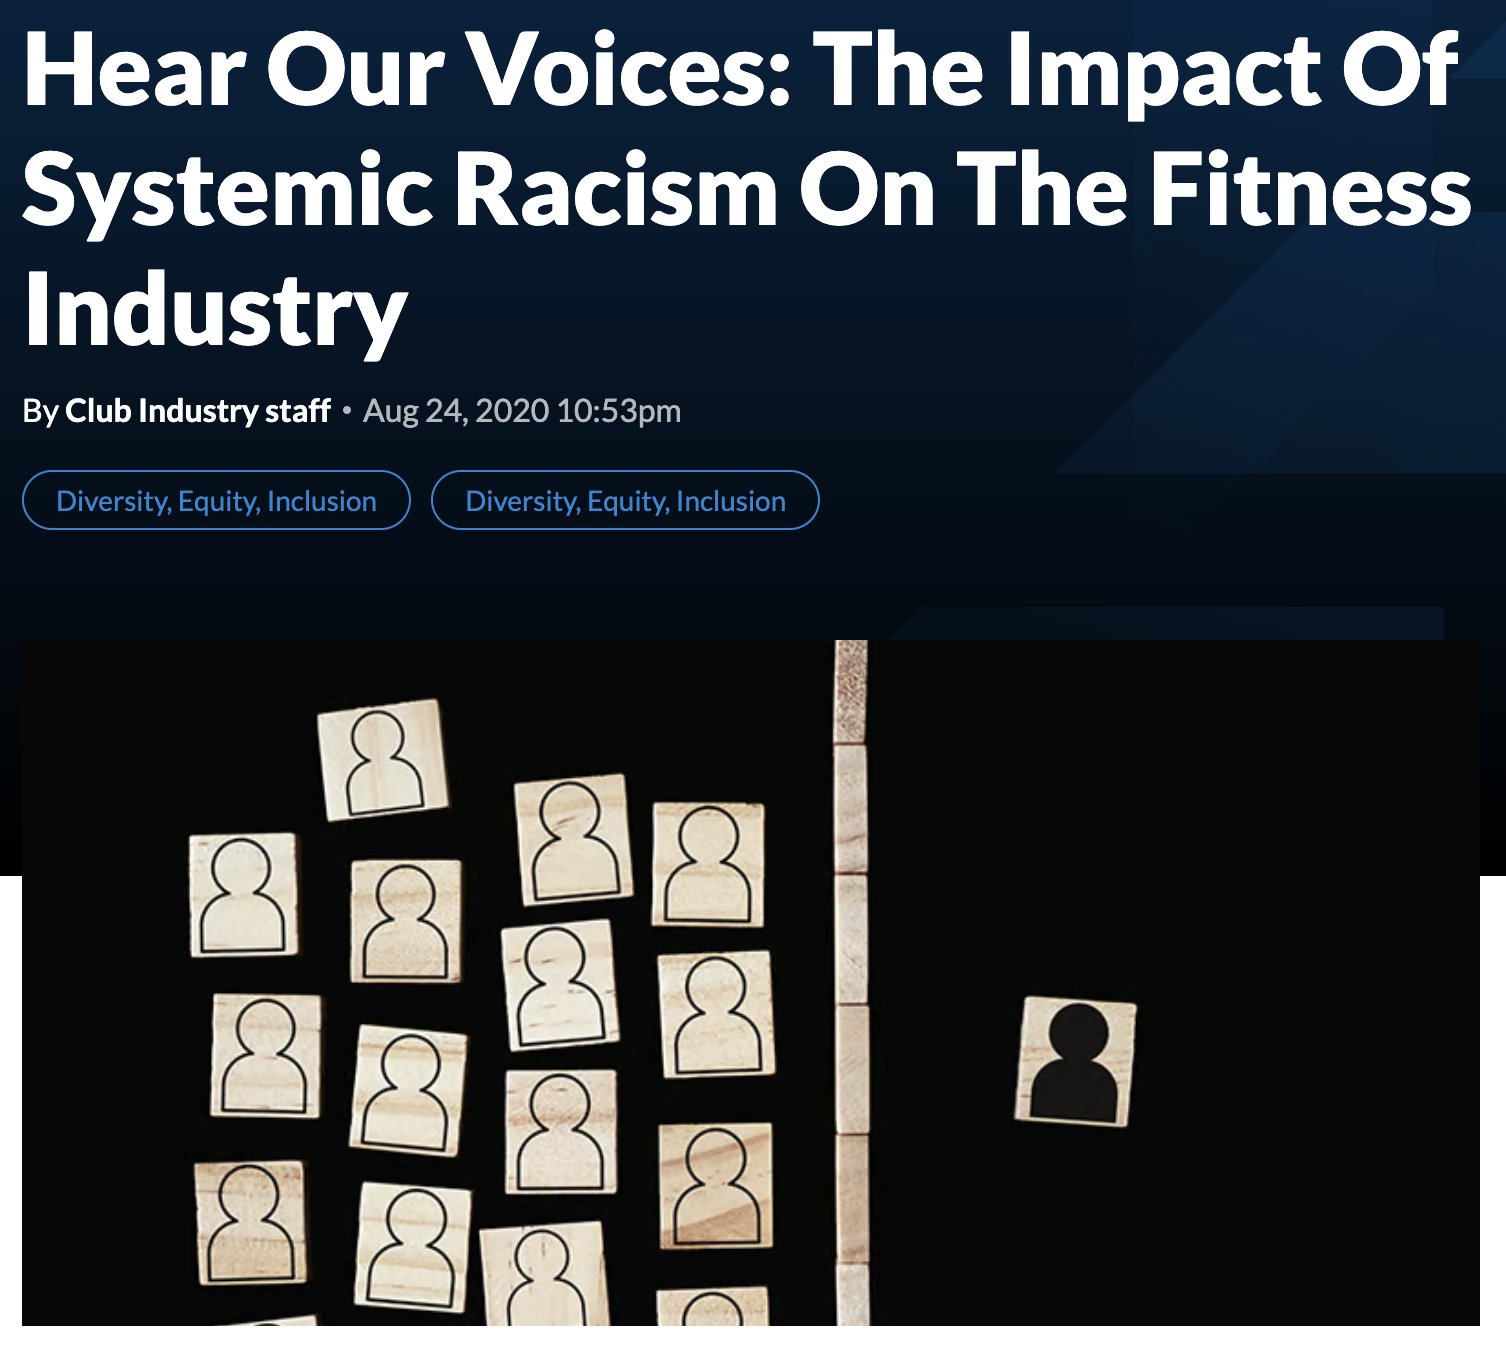 Hear Our Voices: The Impact Of
Systemic Racism On The Fitness
Industry
By Club Industry staff • Aug 24, 2020 10:53pm
Diversity, Equity, Inclusion Diversity, Equity, Inclusion